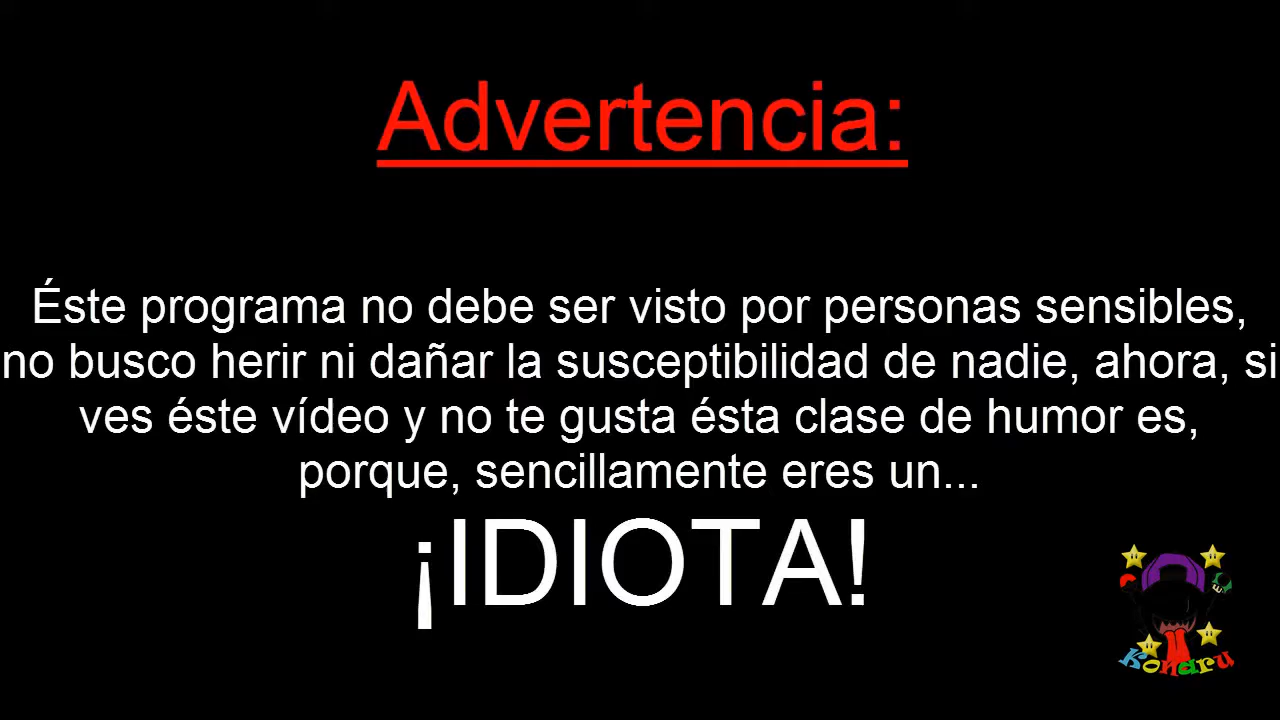 Advertencia:
Éste programa no debe ser visto por personas sensibles,
no busco herir ni dañar la susceptibilidad de nadie, ahora, si
ves éste vídeo y no te gusta ésta clase de humor es,
porque, sencillamente eres un...
¡IDIOTA!
Konaru